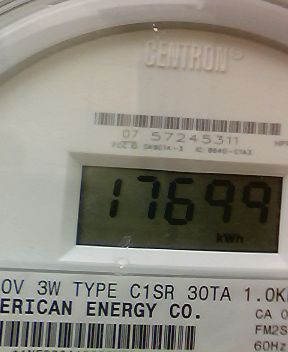 CENTRON®
07 57245311
17699
kWh
0V 3W TYPE C1SR 30TA 1.0K
ERICAN ENERGY CO.
CA 0
FM2S
60Hz